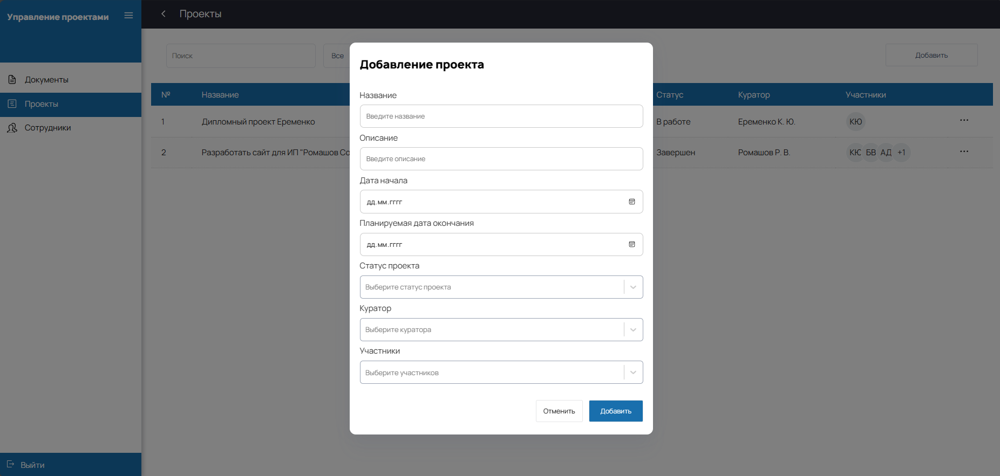 Управление проектами
Проекты
Документы
Проекты
Сотрудники
Выйти
Поиск
Все
Добавить
№ Название Статус Куратор Участники
1 Дипломный проект Еременко В работе Еременко К. Ю. КЮ ...
2 Разработать сайт для ИП "Ромашов Со Завершен Ромашов Р. В. КЮ БВ АД +1 ...
Добавление проекта
Название
Введите название
Описание
Введите описание
Дата начала
дд.мм.гггг
Планируемая дата окончания
дд.мм.гггг
Статус проекта
Выберите статус проекта
Куратор
Выберите куратора
Участники
Выберите участников
Отменить
Добавить